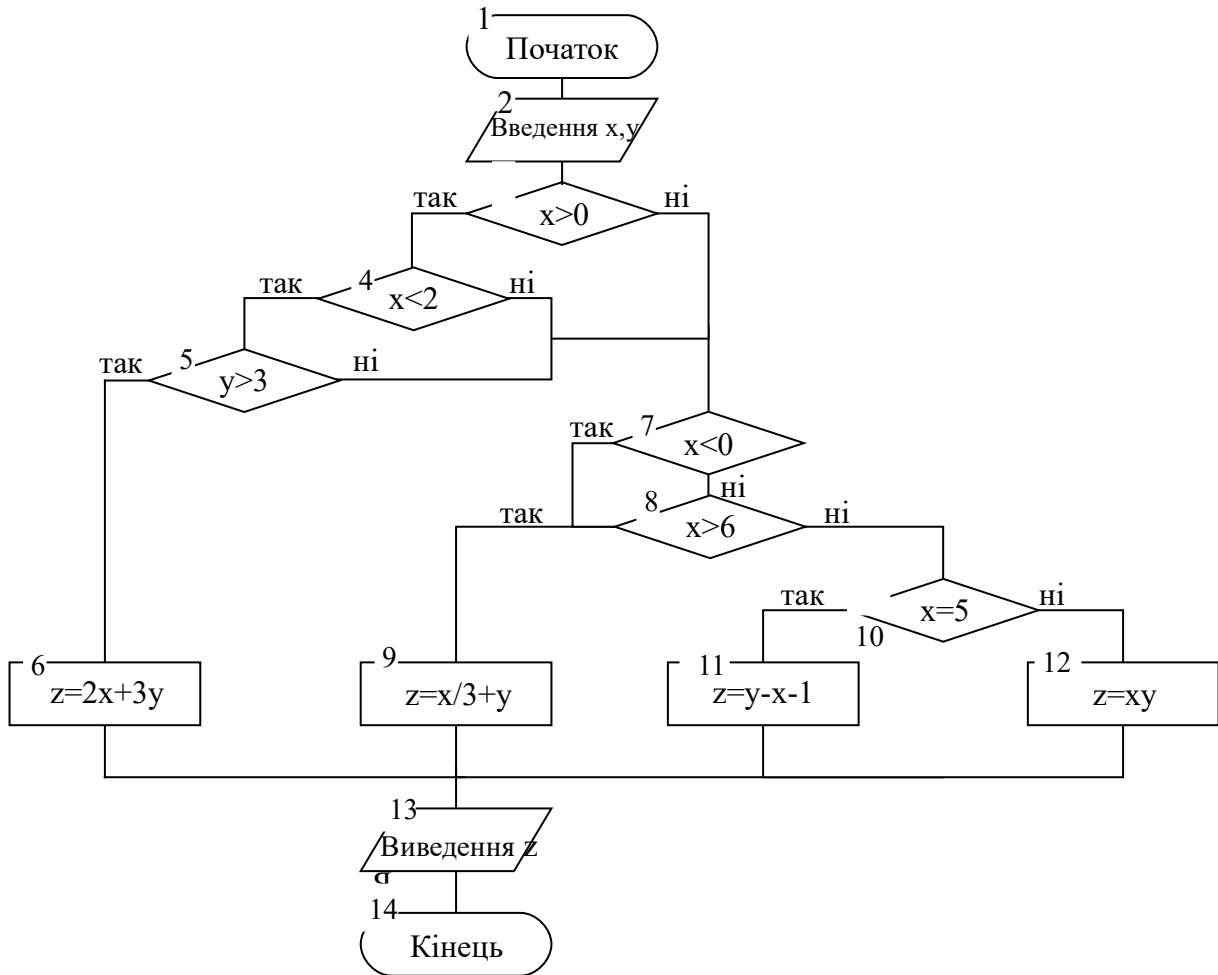 1
Початок
2
Введення x,y
так
x>0
ні
так
4
x<2
ні
так
5
y>3
ні
так
7
x<0
ні
так
8
x>6
ні
так
x=5
ні
10
6
z=2x+3y
9
z=x/3+y
11
z=y-x-1
12
z=xy
13
Виведення z
14
Кінець